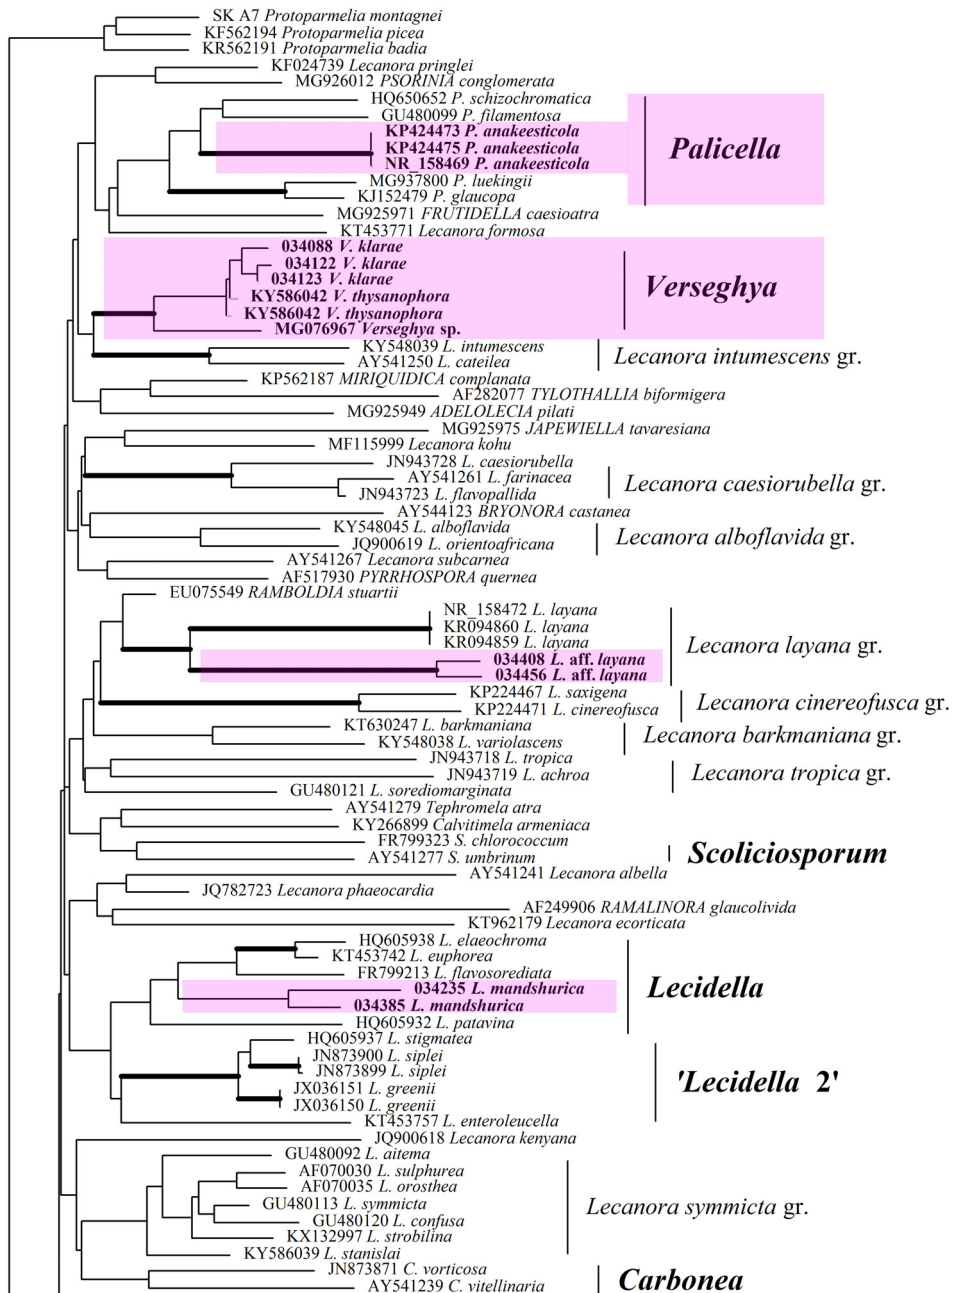 SK A7 Protoparmelia montagnei
KF562194 Protoparmelia picea
KR562191 Protoparmelia badia
KF024739 Lecanora pringlei
MG926012 PSORINIA conglomerata
HQ650652 P. schizochromatica
GU480099 P. filamentosa
KP424473 P. anakeesticola
KP424475 P. anakeesticola
NR_158469 P. anakeesticola
Palicella
MG937800 P. luekingii
KJ152479 P. glaucopa
MG925971 FRUTIDELLA caesioatra
KT453771 Lecanora formosa
034088 V. klarae
034122 V. klarae
034123 V. klarae
KY586042 V. thysanophora
KY586042 V. thysanophora
MG076967 Verseghya sp.
Verseghya
KY548039 L. intumescens
AY541250 L. cateilea
Lecanora intumescens gr.
KP562187 MIRIQUIDICA complanata
AF282077 TYLOTHALLIA biformigera
MG925949 ADELOLECIA pilati
MG925975 JAPEWIELLA tavaresiana
MF115999 Lecanora kohu
JN943728 L. caesiorubella
AY541261 L. farinacea
JN943723 L. flavopallida
Lecanora caesiorubella gr.
AY544123 BRYONORA castanea
KY548045 L. alboflavida
JQ900619 L. orientoafricana
Lecanora alboflavida gr.
AY541267 Lecanora subcarnea
AF517930 PYRRHOSPORA quernea
EU075549 RAMBOLDIA stuartii
NR_158472 L. layana
KR094860 L. layana
KR094859 L. layana
034408 L. aff. layana
034456 L. aff. layana
Lecanora layana gr.
KP224467 L. saxigena
KP224471 L. cinereofusca
Lecanora cinereofusca gr.
KT630247 L. barkmaniana
KY548038 L. variolascens
Lecanora barkmaniana gr.
JN943718 L. tropica
JN943719 L. achroa
Lecanora tropica gr.
GU480121 L. sorediomarginata
AY541279 Tephromela atra
KY266899 Calvitimela armeniaca
FR799323 S. chlorococcum
AY541277 S. umbrinum
Scoliciosporum
AY541241 Lecanora albella
JQ782723 Lecanora phaeocardia
AF249906 RAMALINORA glaucolivida
KT962179 Lecanora ecorticata
HQ605938 L. elaeochroma
KT453742 L. euphorea
FR799213 L. flavosorediata
034235 L. mandshurica
034385 L. mandshurica
HQ605932 L. patavina
Lecidella
HQ605937 L. stigmatea
JN873900 L. siplei
JN873899 L. siplei
JX036151 L. greenii
JX036150 L. greenii
KT453757 L. enteroleucella
'Lecidella 2'
JQ900618 Lecanora kenyana
GU480092 L. aitema
AF070030 L. sulphurea
AF070035 L. orosthea
GU480113 L. symmicta
GU480120 L. confusa
KX132997 L. strobilina
KY586039 L. stanislai
Lecanora symmicta gr.
JN873871 C. vorticosa
AY541239 C. vitellinaria
Carbonea